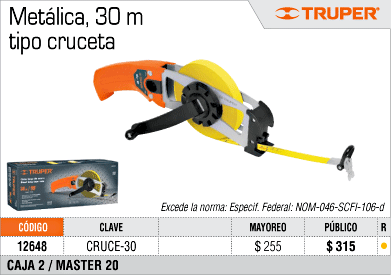 Metálica, 30 m
tipo cruceta
TRUPER
TRUPER
Excede la norma: Especif. Federal: NOM-046-SCFI-106-d
CÓDIGO CLAVE MAYOREO PÚBLICO R
12648 CRUCE-30 $ 255 $ 315
CAJA 2 / MASTER 20